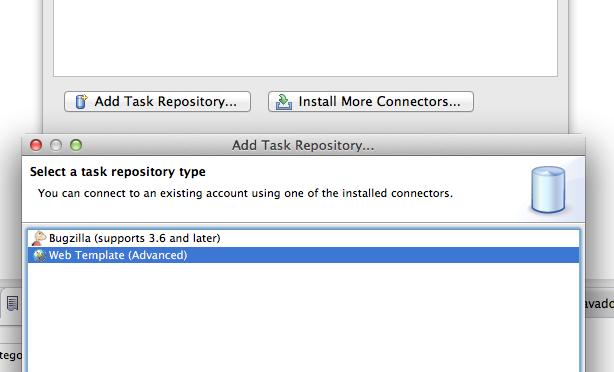 Add Task Repository...
Install More Connectors...
Add Task Repository...
Select a task repository type
You can connect to an existing account using one of the installed connectors.
Bugzilla (supports 3.6 and later)
Web Template (Advanced)
avado
tego